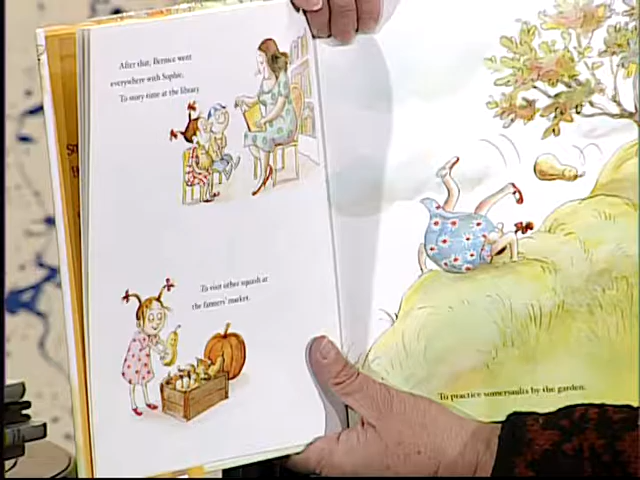 After that, Bernice went
everywhere with Sophie.
To story time at the library.
To visit other squash at
the farmers' market.
To practice somersaults by the garden.